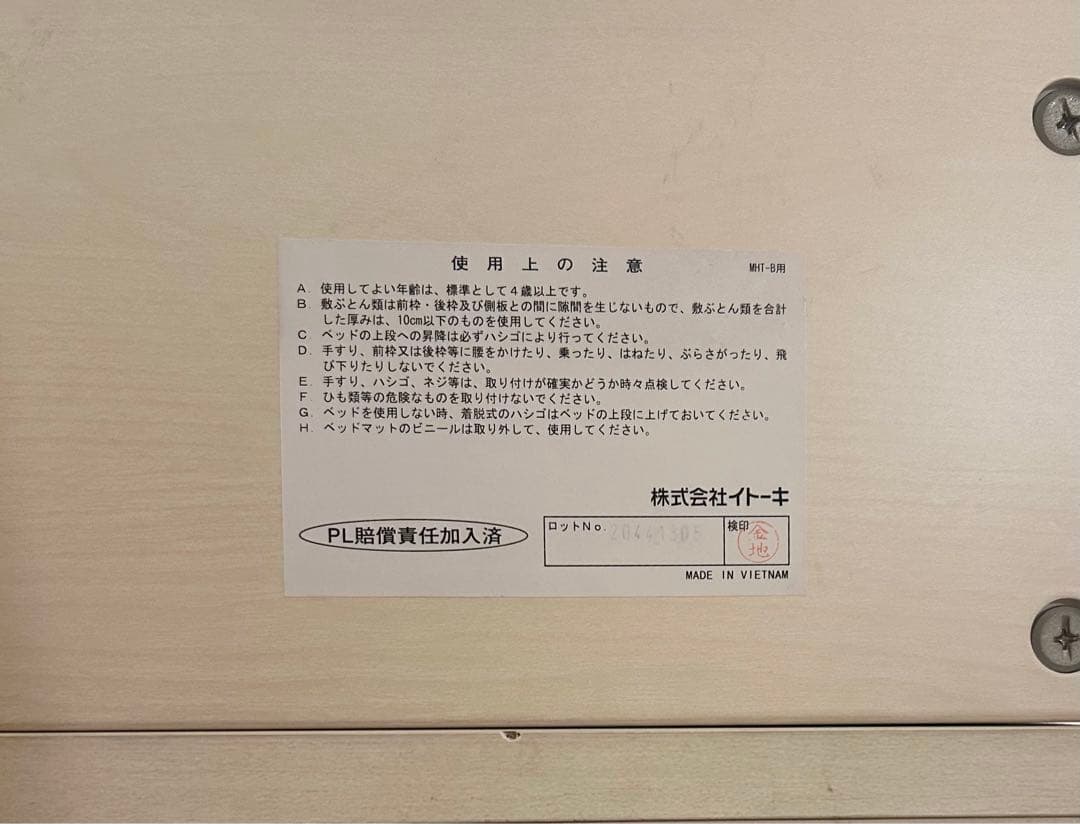 使用上の注意
MHT-B用
A. 使用してよい年齢は、標準として4歳以上です。
B. 敷ぶとん類は前枠・後枠及び側板との間に隙間を生じないもので、敷ぶとん類を合計
した厚みは、10cm以下のものを使用してください。
C. ベッドの上段への昇降は必ずハシゴにより行ってください。
D. 手すり、前枠又は後枠等に腰をかけたり、乗ったり、はねたり、ぶらさがったり、飛
び下りたりしないでください。
E. 手すり、ハシゴ、ネジ等は、取り付けが確実かどうか時々点検してください。
F. ひも類等の危険なものを取り付けないでください。
G. ベッドを使用しない時、着脱式のハシゴはベッドの上段に上げておいてください。
H. ベッドマットのビニールは取り外して、使用してください。
株式会社イトーキ
PL賠償責任加入済
ロットNo.
検印
MADE IN VIETNAM